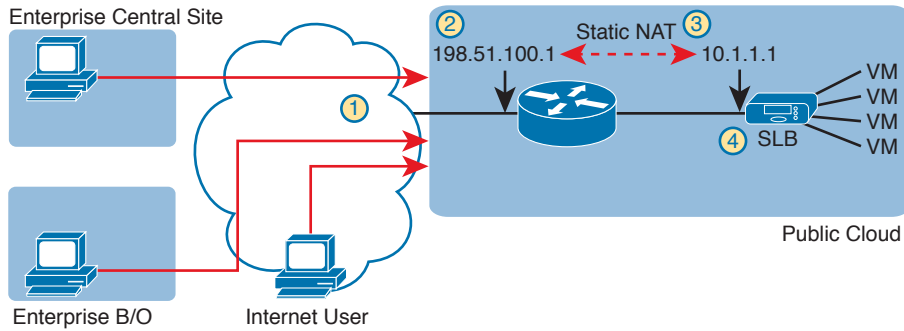 Enterprise Central Site
2
Static NAT
3
198.51.100.1
10.1.1.1
VM
VM
VM
VM
1
4
SLB
Public Cloud
Enterprise B/O
Internet User